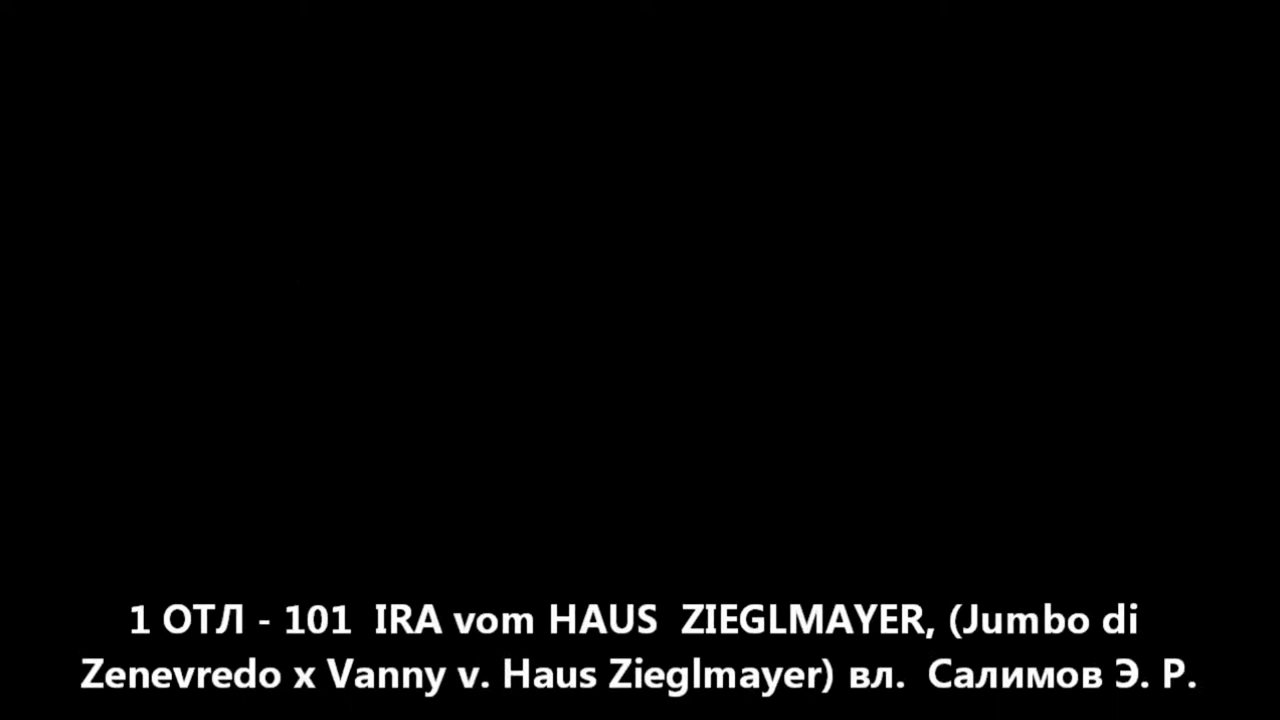 1 ОТЛ - 101 IRA vom HAUS ZIEGLMAYER, (Jumbo di
Zenevredo x Vanny v. Haus Zieglmayer) вл. Салимов Э. Р.